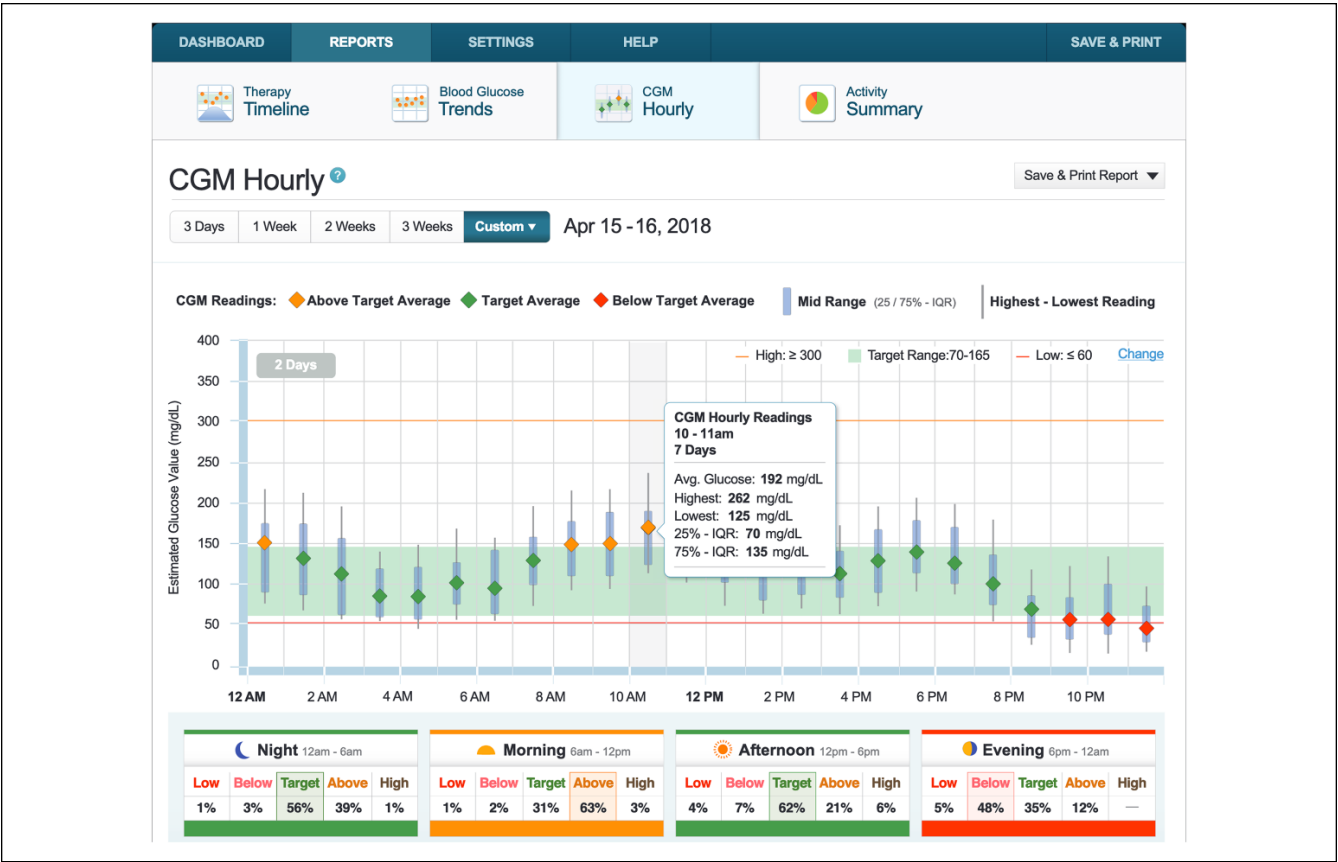 DASHBOARD REPORTS SETTINGS HELP SAVE & PRINT
Therapy
Timeline
Blood Glucose
Trends
CGM
Hourly
Activity
Summary
CGM Hourly ?
Save & Print Report ▼
3 Days 1 Week 2 Weeks 3 Weeks Custom ▾ Apr 15 - 16, 2018
CGM Readings: Above Target Average Target Average Below Target Average Mid Range (25 / 75% - IQR) Highest - Lowest Reading
2 Days
High: ≥ 300 Target Range:70-165 Low: ≤ 60 Change
Estimated Glucose Value (mg/dL)
400
350
300
250
200
150
100
50
0
CGM Hourly Readings
10 - 11am
7 Days
Avg. Glucose: 192 mg/dL
Highest: 262 mg/dL
Lowest: 125 mg/dL
25% - IQR: 70 mg/dL
75% - IQR: 135 mg/dL
12 AM 2 AM 4 AM 6 AM 8 AM 10 AM 12 PM 2 PM 4 PM 6 PM 8 PM 10 PM
Night 12am - 6am
Low Below Target Above High
1% 3% 56% 39% 1%
Morning 6am - 12pm
Low Below Target Above High
1% 2% 31% 63% 3%
Afternoon 12pm - 6pm
Low Below Target Above High
4% 7% 62% 21% 6%
Evening 6pm - 12am
Low Below Target Above High
5% 48% 35% 12% —